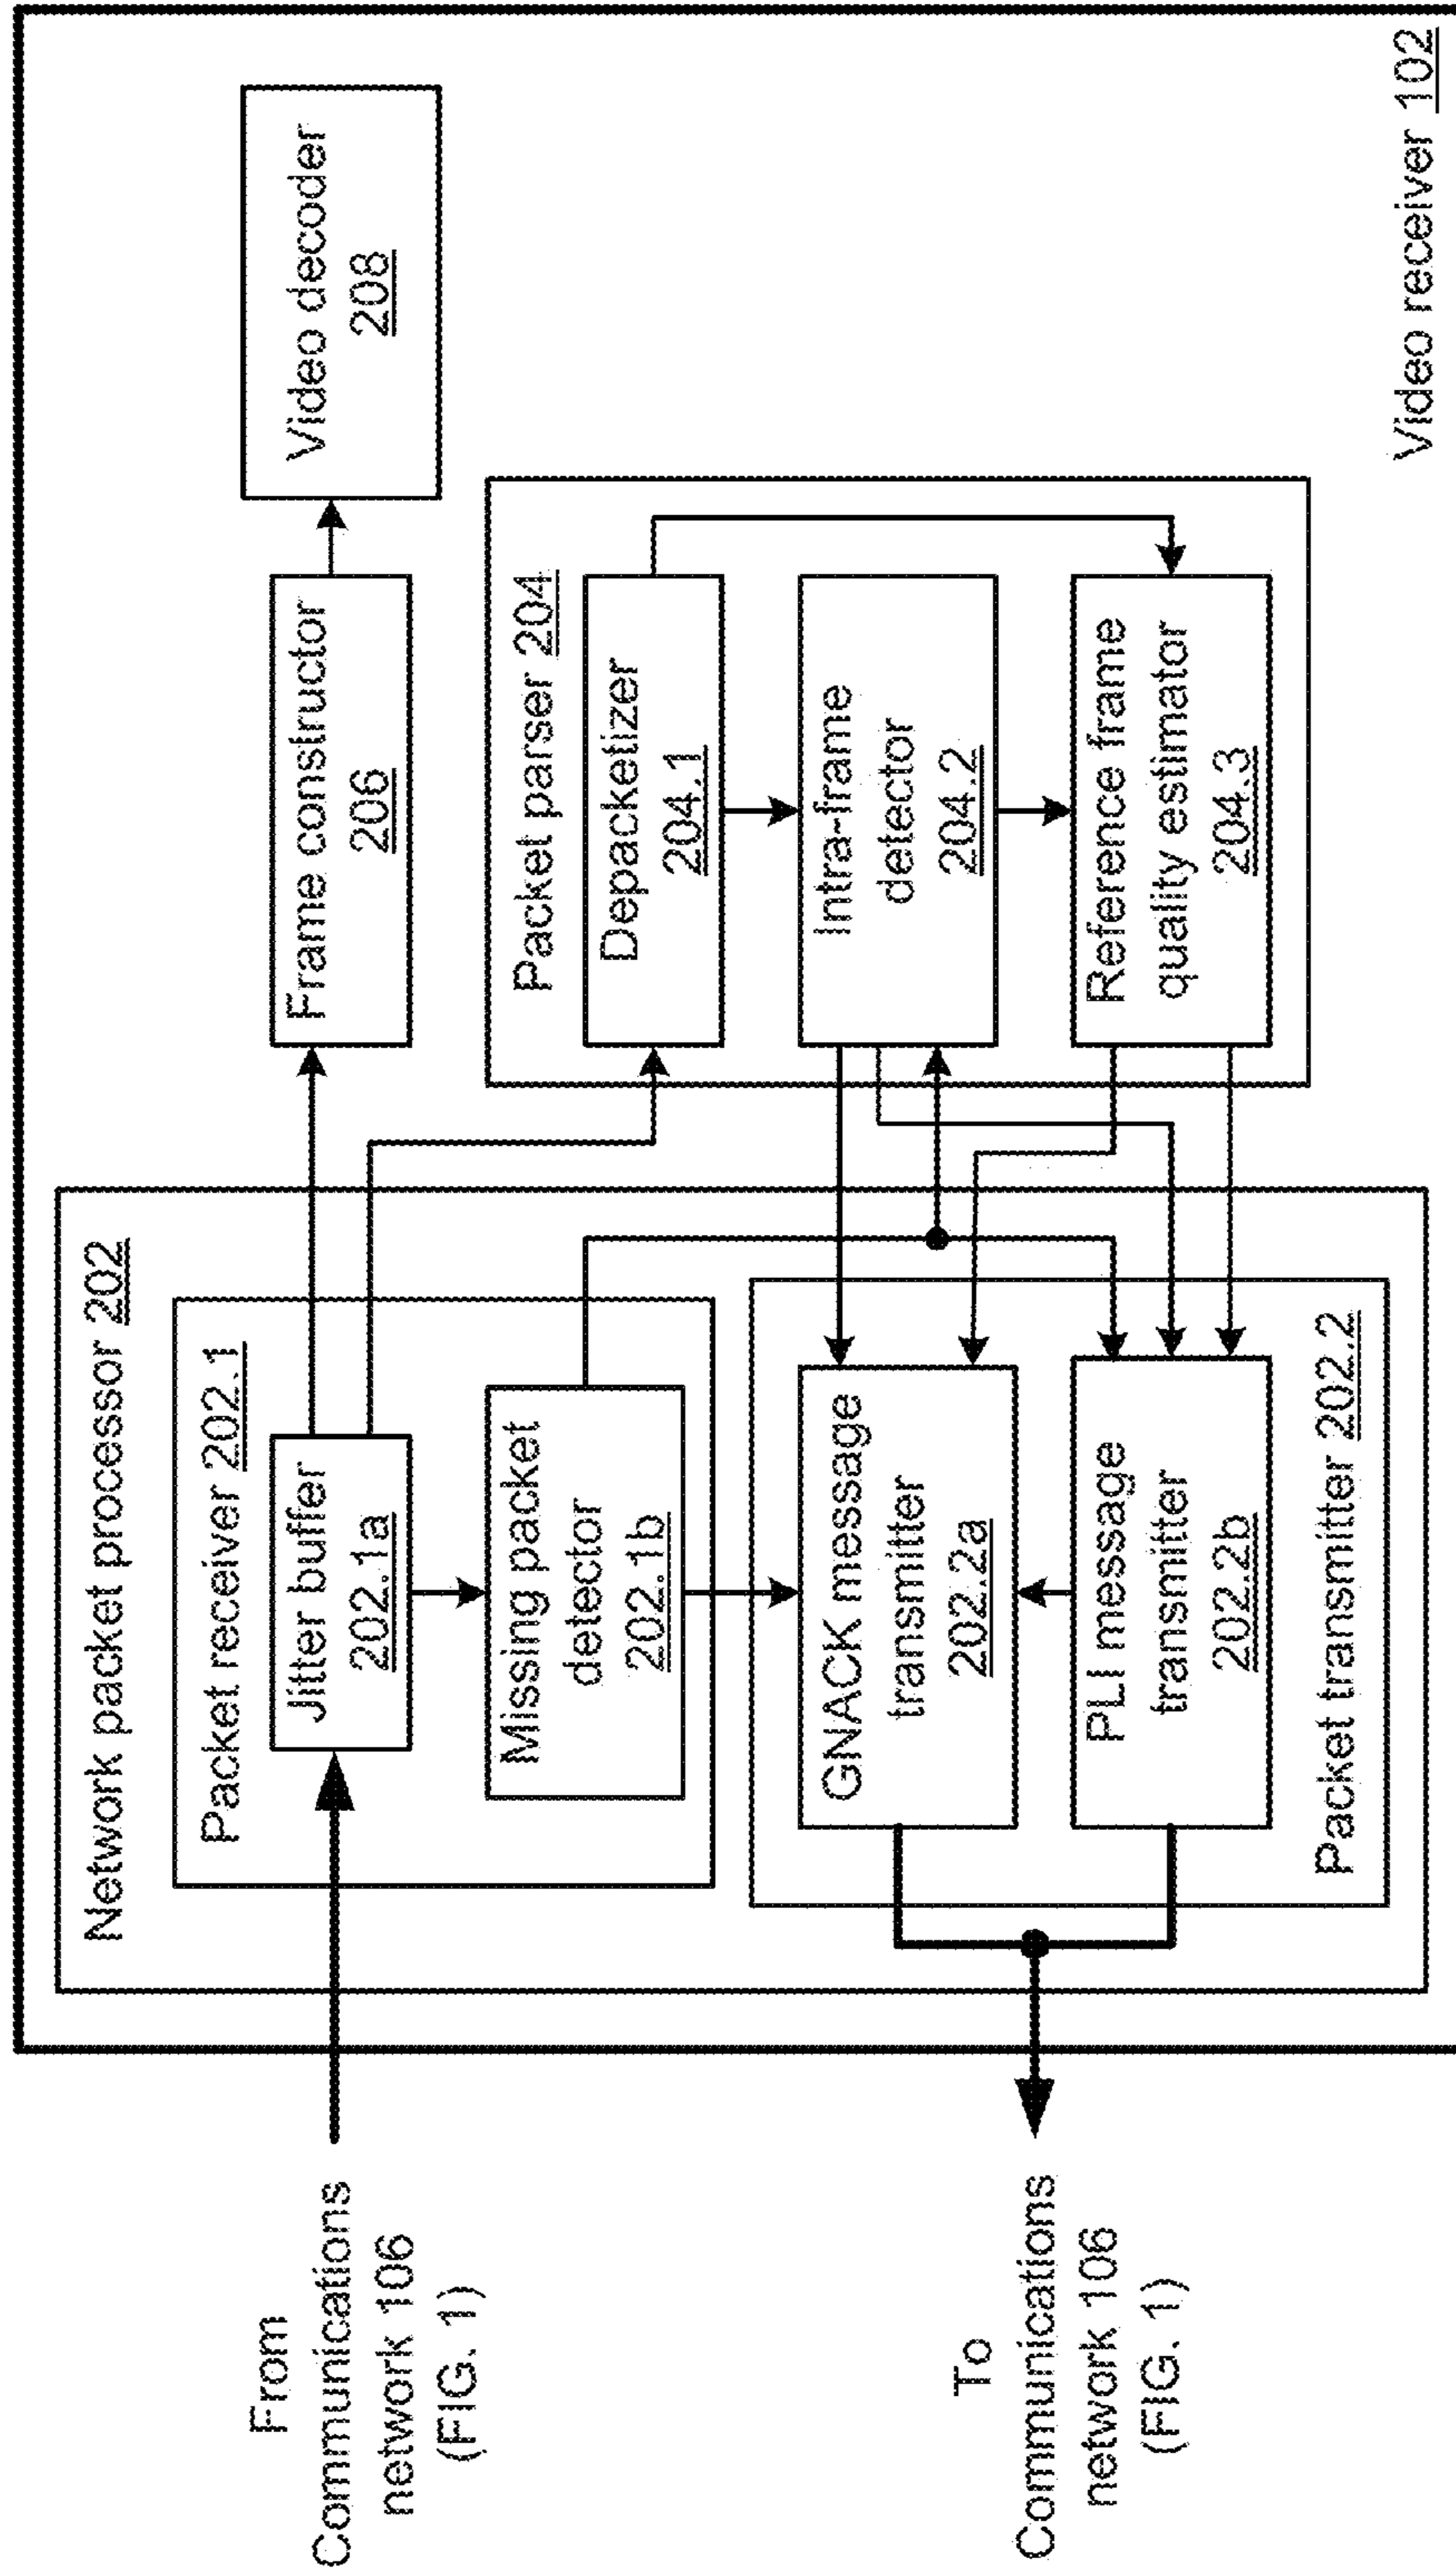 Network packet processor 202
Packet receiver 202.1
Jitter buffer
202.1a
Missing packet
detector
202.1b
GNACK message
transmitter
202.2a
PLI message
transmitter
202.2b
Packet transmitter 202.2
Frame constructor
206
Video decoder
208
Packet parser 204
Depacketizer
204.1
Intra-frame
detector
204.2
Reference frame
quality estimator
204.3
Video receiver 102
From
Communications
network 106
(FIG. 1)
To
Communications
network 106
(FIG. 1)